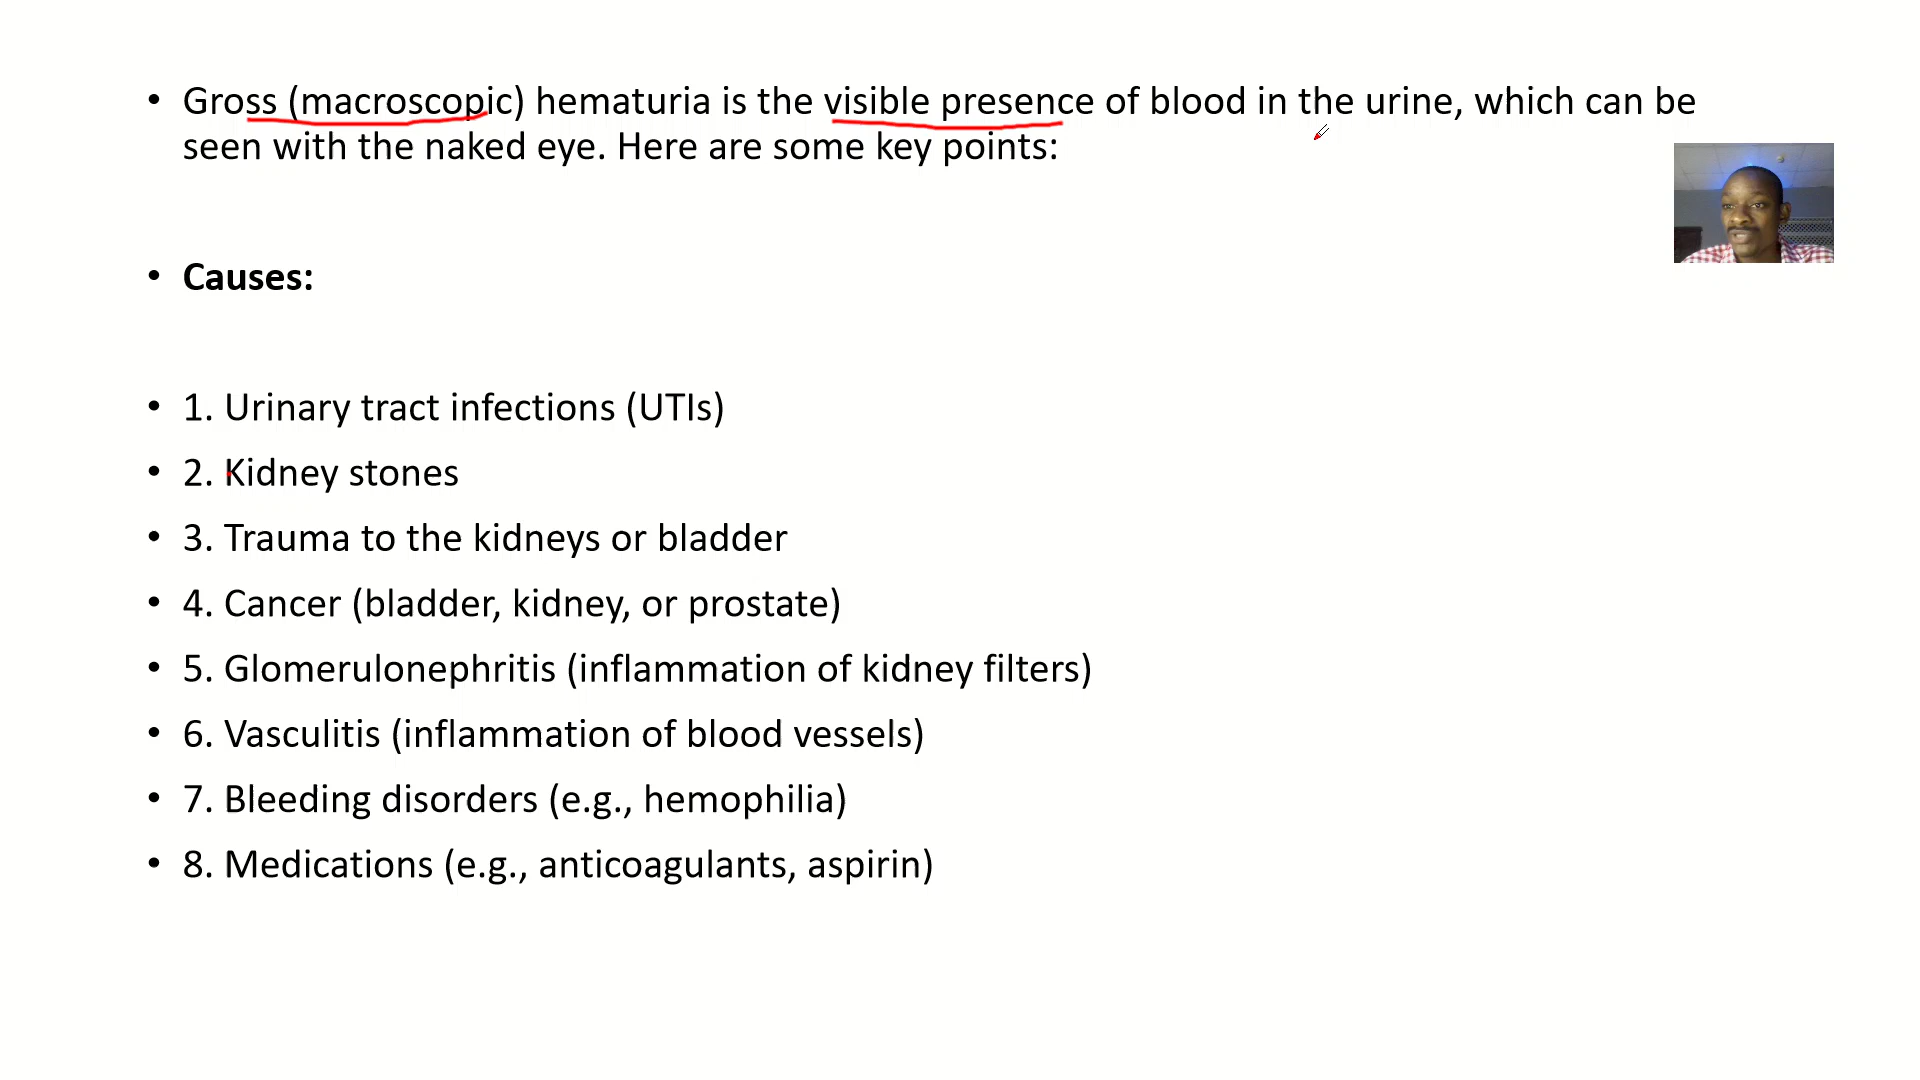 • Gross (macroscopic) hematuria is the visible presence of blood in the urine, which can be
seen with the naked eye. Here are some key points:
• Causes:
• 1. Urinary tract infections (UTIs)
• 2. Kidney stones
• 3. Trauma to the kidneys or bladder
• 4. Cancer (bladder, kidney, or prostate)
• 5. Glomerulonephritis (inflammation of kidney filters)
• 6. Vasculitis (inflammation of blood vessels)
• 7. Bleeding disorders (e.g., hemophilia)
• 8. Medications (e.g., anticoagulants, aspirin)